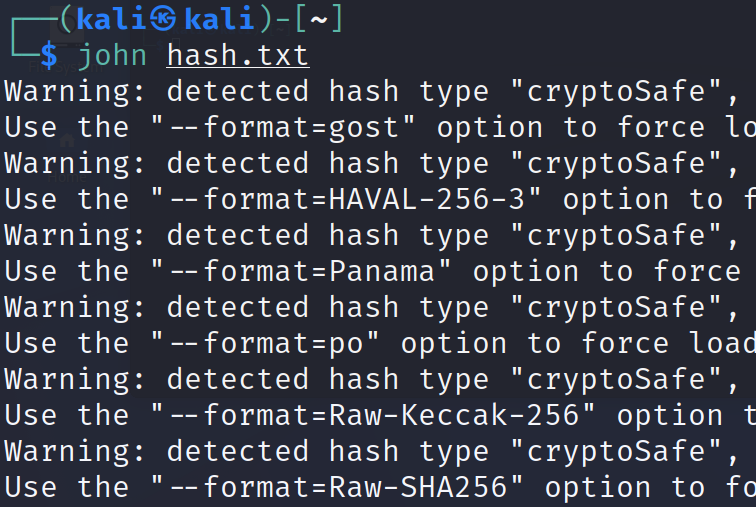 (kali㉿kali)-[~]
$ john hash.txt
Warning: detected hash type "cryptoSafe",
Use the "--format=gost" option to force lo
Warning: detected hash type "cryptoSafe",
Use the "--format=HAVAL-256-3" option to f
Warning: detected hash type "cryptoSafe",
Use the "--format=Panama" option to force
Warning: detected hash type "cryptoSafe",
Use the "--format=po" option to force load
Warning: detected hash type "cryptoSafe",
Use the "--format=Raw-Keccak-256" option t
Warning: detected hash type "cryptoSafe",
Use the "--format=Raw-SHA256" option to fo